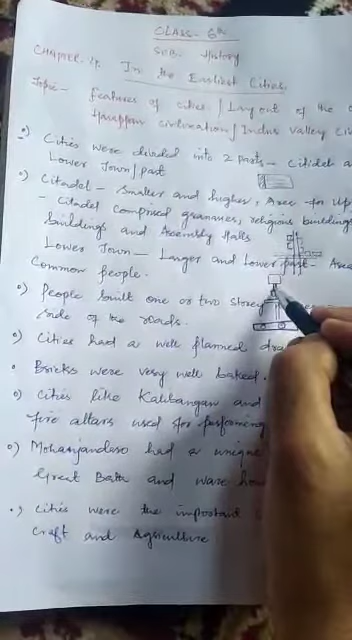 CLASS- 6th
SUB. History
CHAPTER. 4. In the Earliest Cities.
Topic- Features of cities / Layout of the
Harappan civilization / Indus valley
Cities were divided into 2 parts - Citidel
Lower Town/part
Citadel - Smaller and higher, Area for
- Citadel comprised granaries, religious buildings
buildings and Assembly Halls
Lower Town - Larger and Lower part -
Common people.
People built one or two storey
side of the roads.
Cities had a well planned
Bricks were very well baked.
Cities like Kalibangan and
fire altars used for performing
Mohanjandaro had a unique
Great Bath and ware
Cities were the important
Craft and Agriculture